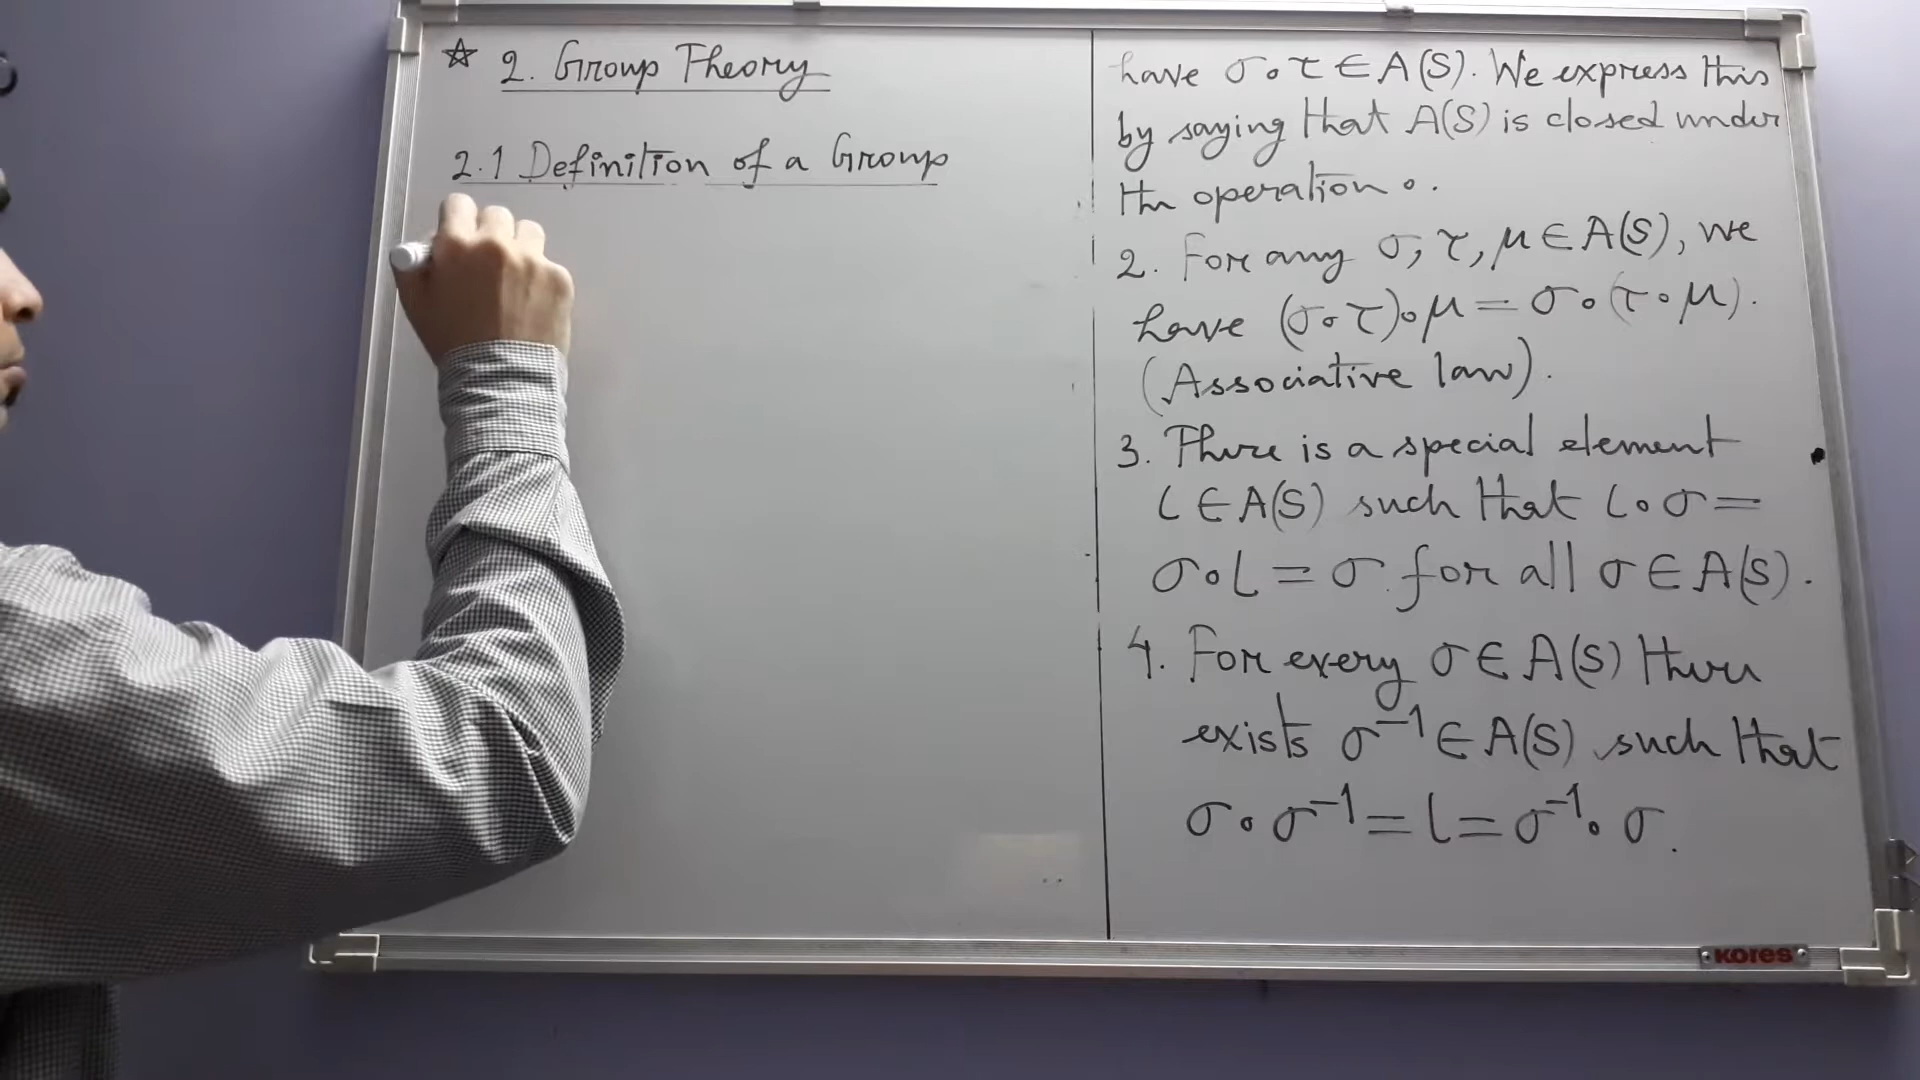 ☆ 2. Group Theory
2.1 Definition of a Group
have σ∘τ∈A(S). We express this
by saying that A(S) is closed under
the operation ∘.
2. For any σ, τ, μ∈A(S), we
have (σ∘τ)∘μ=σ∘(τ∘μ).
(Associative law).
3. There is a special element
ι∈A(S) such that ι∘σ=
σ∘ι=σ for all σ∈A(S).
4. For every σ∈A(S) there
exists σ⁻¹∈A(S) such that
σ∘σ⁻¹=ι=σ⁻¹∘σ.
kores